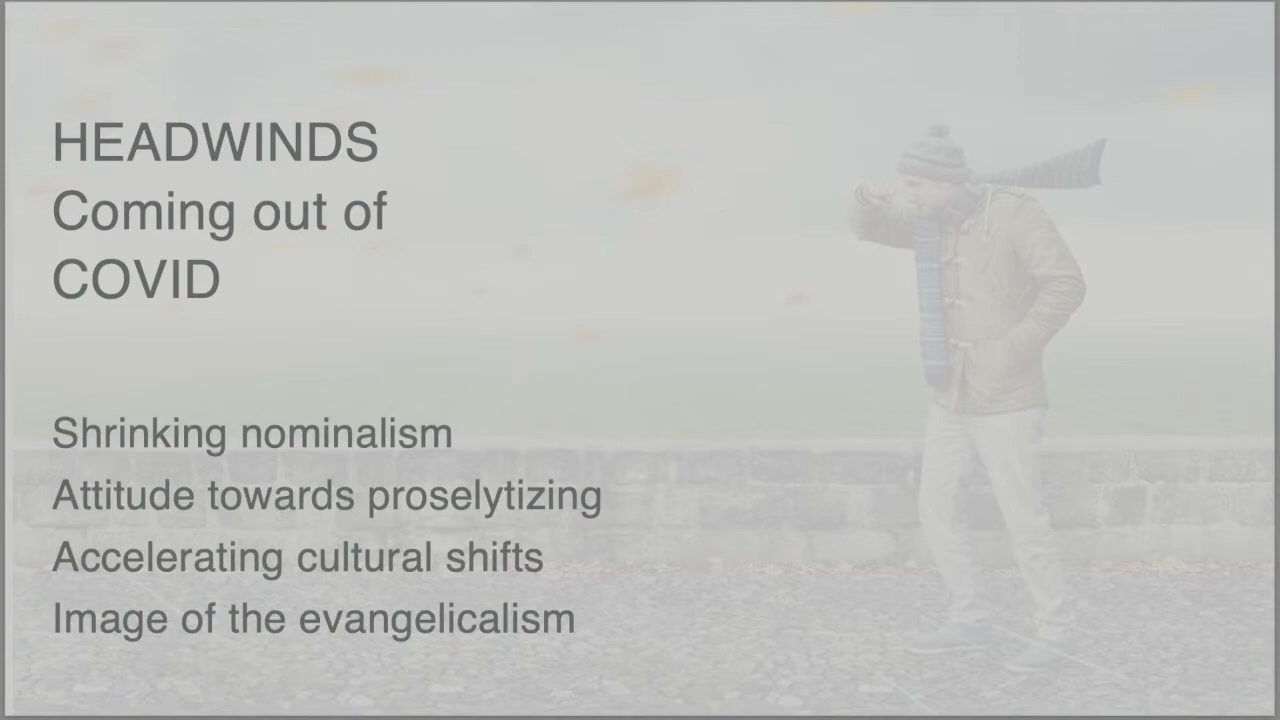 HEADWINDS
Coming out of
COVID
Shrinking nominalism
Attitude towards proselytizing
Accelerating cultural shifts
Image of the evangelicalism